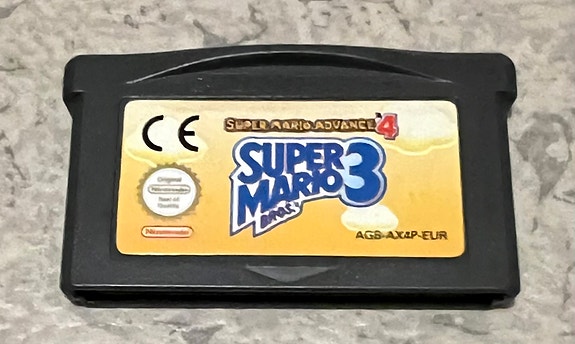 CE
SUPER MARIO ADVANCE 4
SUPER
MARIO 3
BROS.
Original
Nintendo
Seal of
Quality
Nintendo
AGB-AX4P-EUR